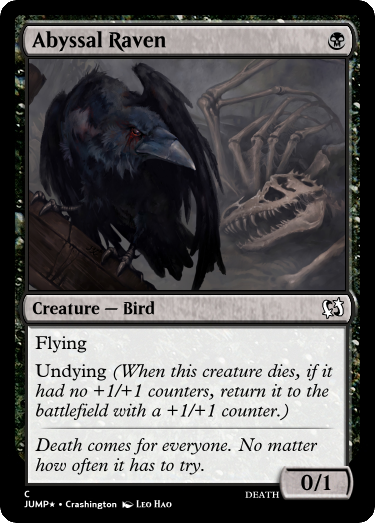 Abyssal Raven
Creature — Bird
Flying
Undying (When this creature dies, if it
had no +1/+1 counters, return it to the
battlefield with a +1/+1 counter.)
Death comes for everyone. No matter
how often it has to try.
0/1
C
JUMP★ • Crashington Leo Hao
DEATH